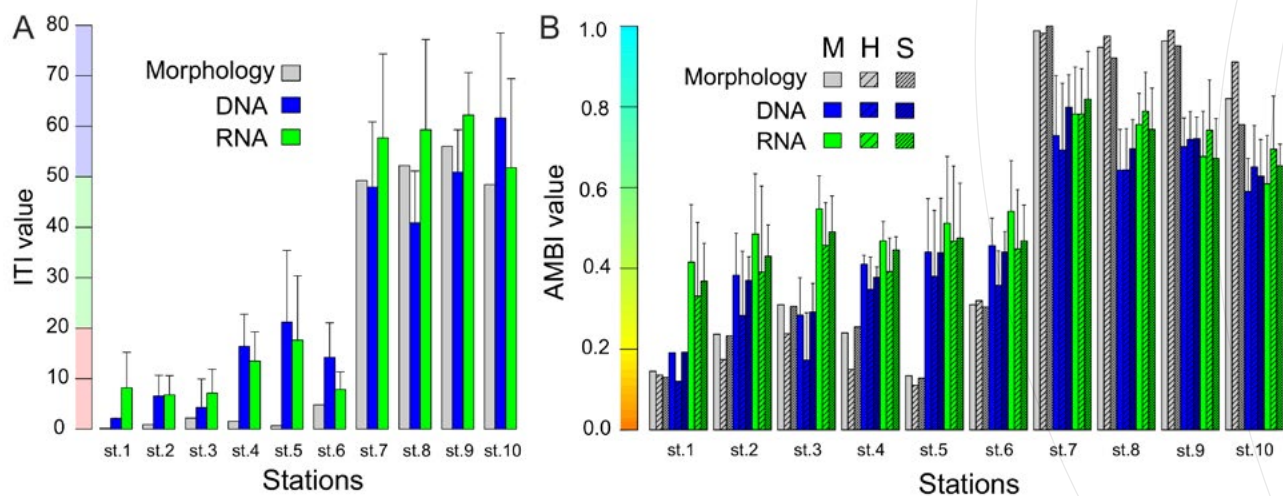 A
ITI value
80
70
60
50
40
30
20
10
0
Morphology
DNA
RNA
st.1 st.2 st.3 st.4 st.5 st.6 st.7 st.8 st.9 st.10
Stations
B
AMBI value
1.0
0.8
0.6
0.4
0.2
0.0
M H S
Morphology
DNA
RNA
st.1 st.2 st.3 st.4 st.5 st.6 st.7 st.8 st.9 st.10
Stations